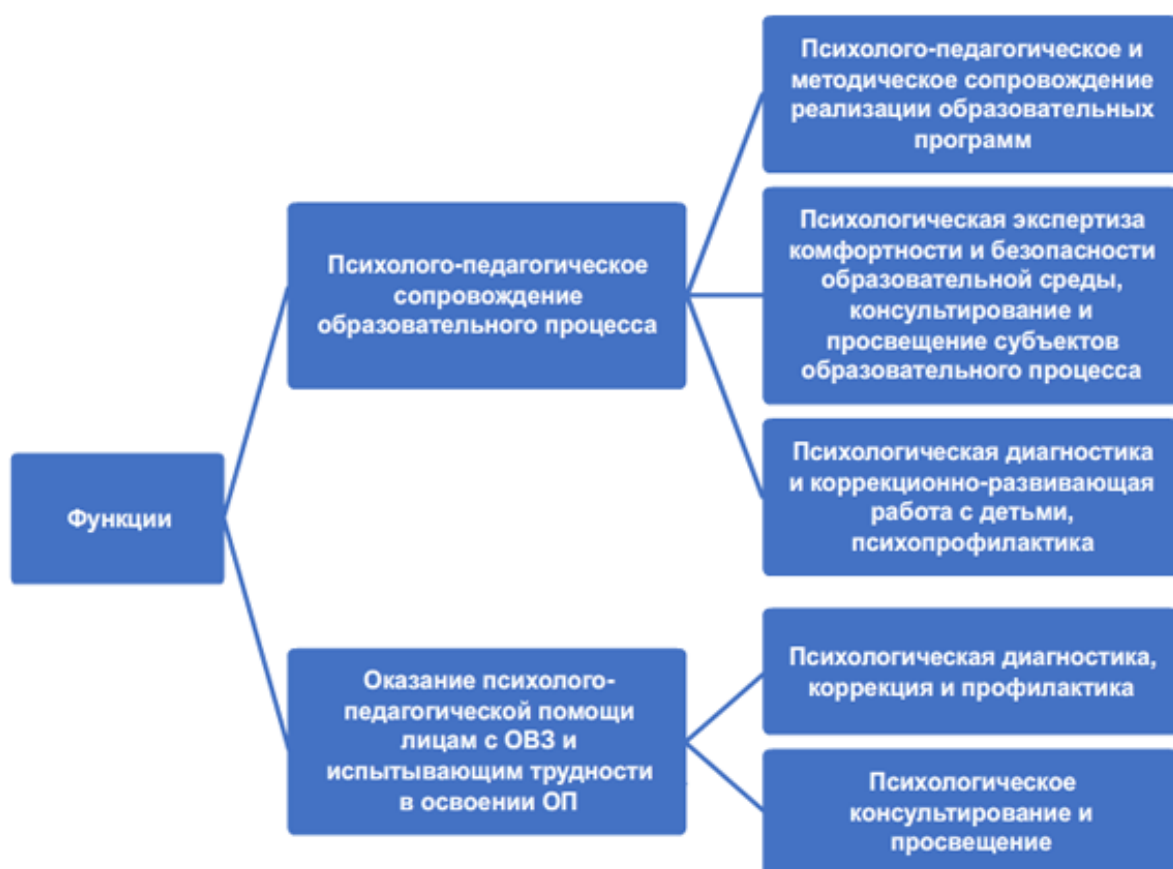 Функции
Психолого-педагогическое
сопровождение
образовательного процесса
Психолого-педагогическое и
методическое сопровождение
реализации образовательных
программ
Психологическая экспертиза
комфортности и безопасности
образовательной среды,
консультирование и
просвещение субъектов
образовательного процесса
Психологическая диагностика
и коррекционно-развивающая
работа с детьми,
психопрофилактика
Оказание психолого-
педагогической помощи
лицам с ОВЗ и
испытывающим трудности
в освоении ОП
Психологическая диагностика,
коррекция и профилактика
Психологическое
консультирование и
просвещение